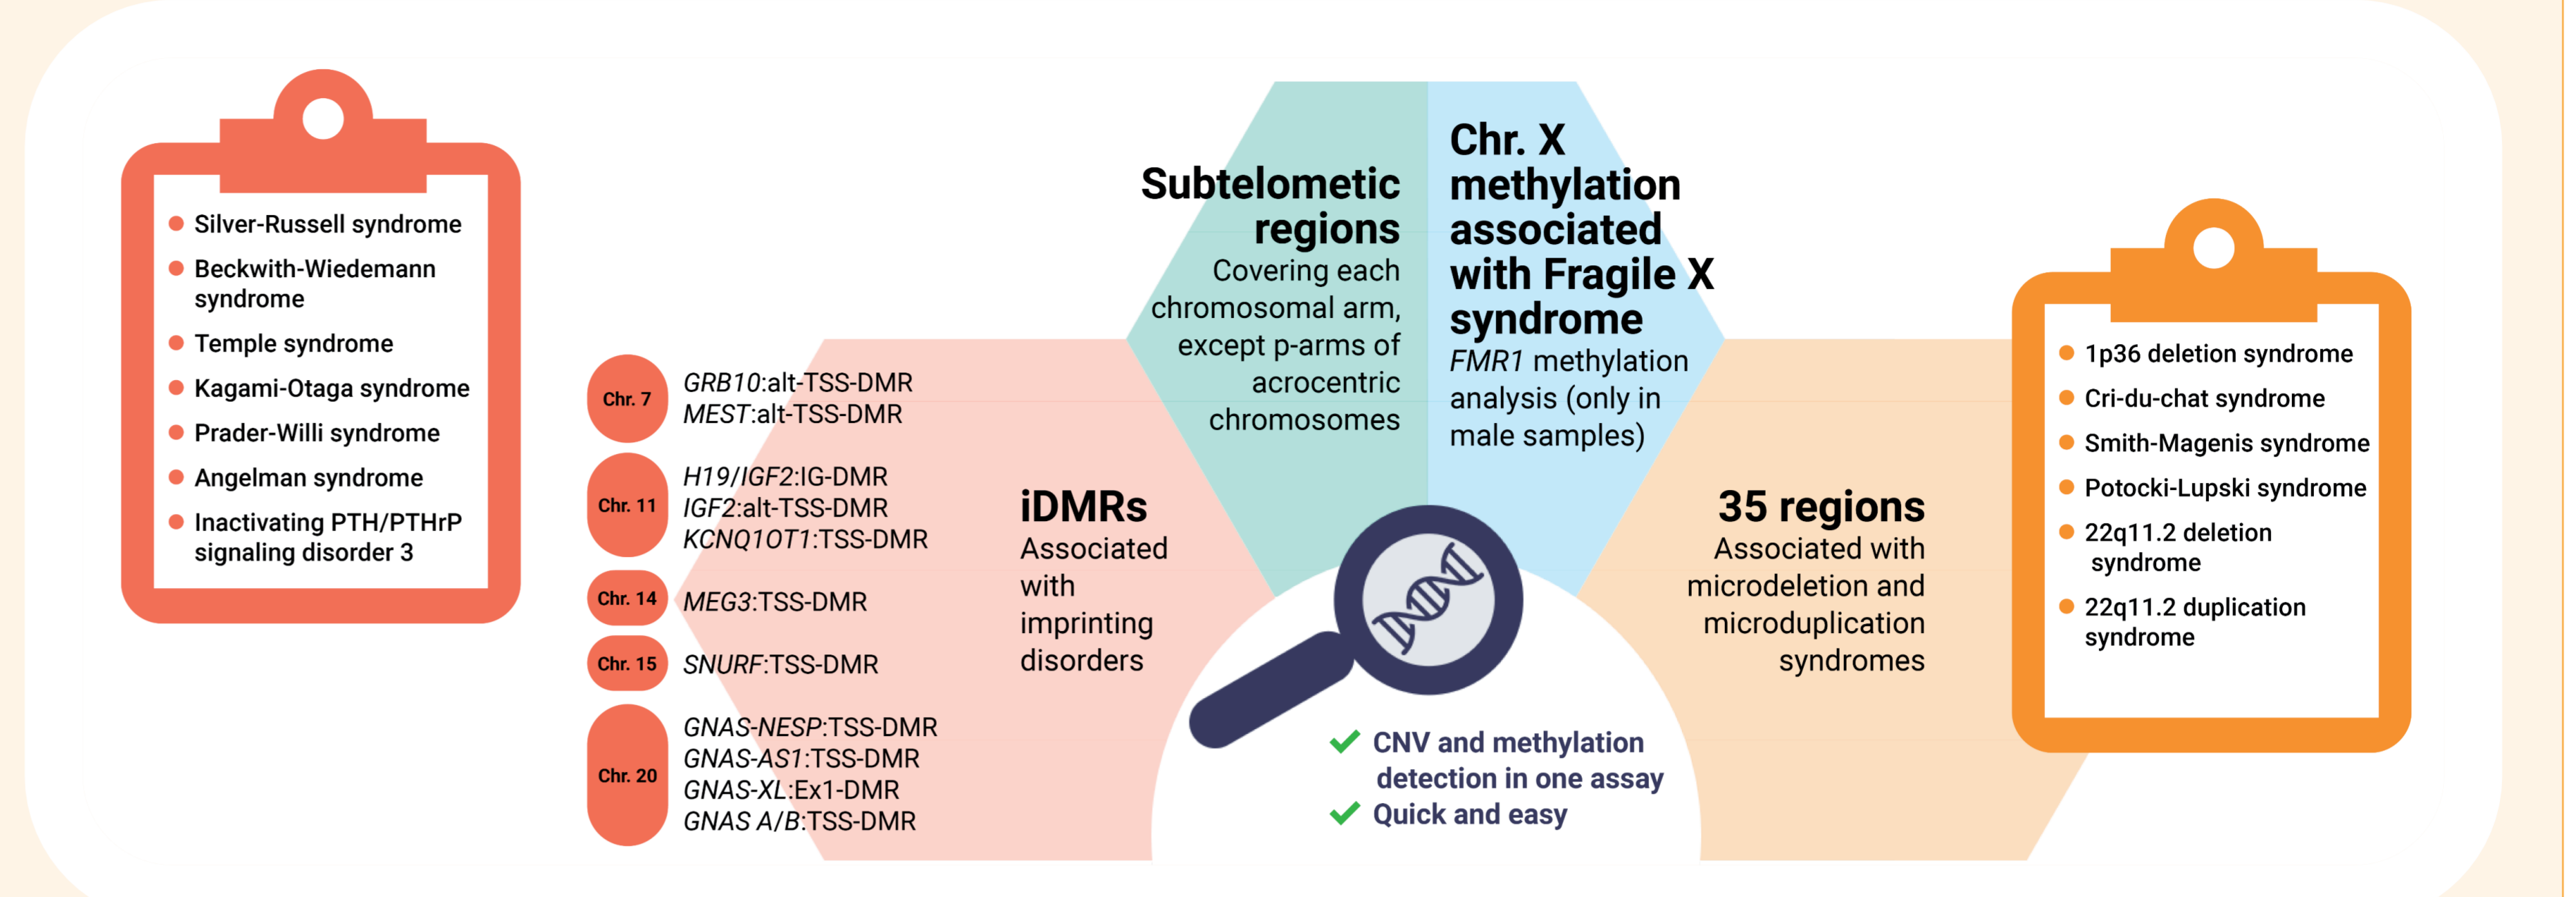 Silver-Russell syndrome
Beckwith-Wiedemann
syndrome
Temple syndrome
Kagami-Otaga syndrome
Prader-Willi syndrome
Angelman syndrome
Inactivating PTH/PTHrP
signaling disorder 3
Chr. 7
GRB10:alt-TSS-DMR
MEST:alt-TSS-DMR
Chr. 11
H19/IGF2:IG-DMR
IGF2:alt-TSS-DMR
KCNQ1OT1:TSS-DMR
Chr. 14
MEG3:TSS-DMR
Chr. 15
SNURF:TSS-DMR
Chr. 20
GNAS-NESP:TSS-DMR
GNAS-AS1:TSS-DMR
GNAS-XL:Ex1-DMR
GNAS A/B:TSS-DMR
iDMRs
Associated
with
imprinting
disorders
Subtelometic
regions
Covering each
chromosomal arm,
except p-arms of
acrocentric
chromosomes
Chr. X
methylation
associated
with Fragile X
syndrome
FMR1 methylation
analysis (only in
male samples)
35 regions
Associated with
microdeletion and
microduplication
syndromes
CNV and methylation
detection in one assay
Quick and easy
1p36 deletion syndrome
Cri-du-chat syndrome
Smith-Magenis syndrome
Potocki-Lupski syndrome
22q11.2 deletion
syndrome
22q11.2 duplication
syndrome